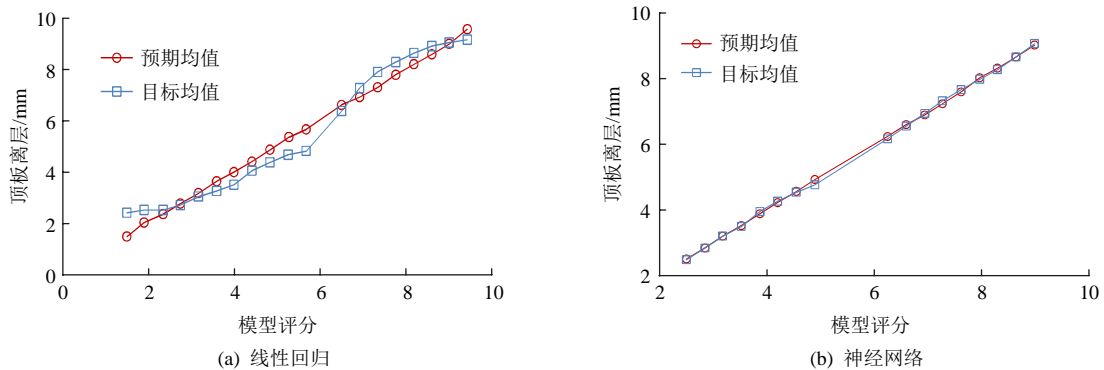 10
8
6
4
2
0
顶板离层/mm
预期均值
目标均值
0 2 4 6 8 10
模型评分
(a) 线性回归
10
8
6
4
2
顶板离层/mm
预期均值
目标均值
2 4 6 8 10
模型评分
(b) 神经网络